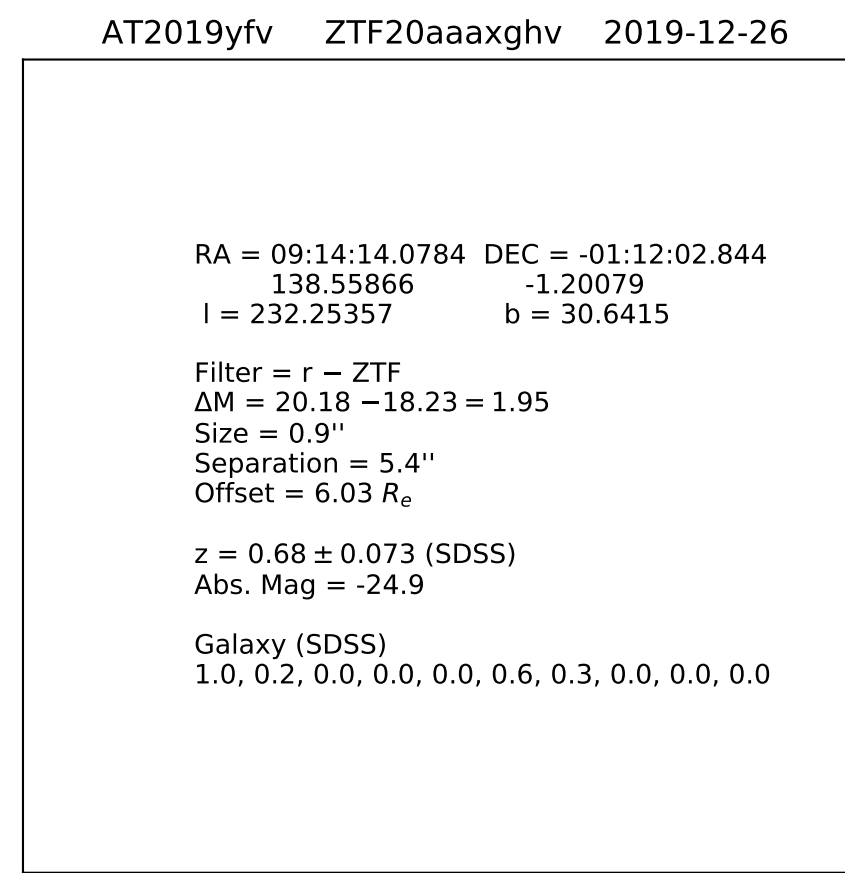 AT2019yfv ZTF20aaaxghv 2019-12-26
RA = 09:14:14.0784 DEC = -01:12:02.844
138.55866 -1.20079
l = 232.25357 b = 30.6415
Filter = r − ZTF
ΔM = 20.18 −18.23 = 1.95
Size = 0.9''
Separation = 5.4''
Offset = 6.03 Rₑ
z = 0.68 ± 0.073 (SDSS)
Abs. Mag = -24.9
Galaxy (SDSS)
1.0, 0.2, 0.0, 0.0, 0.0, 0.6, 0.3, 0.0, 0.0, 0.0